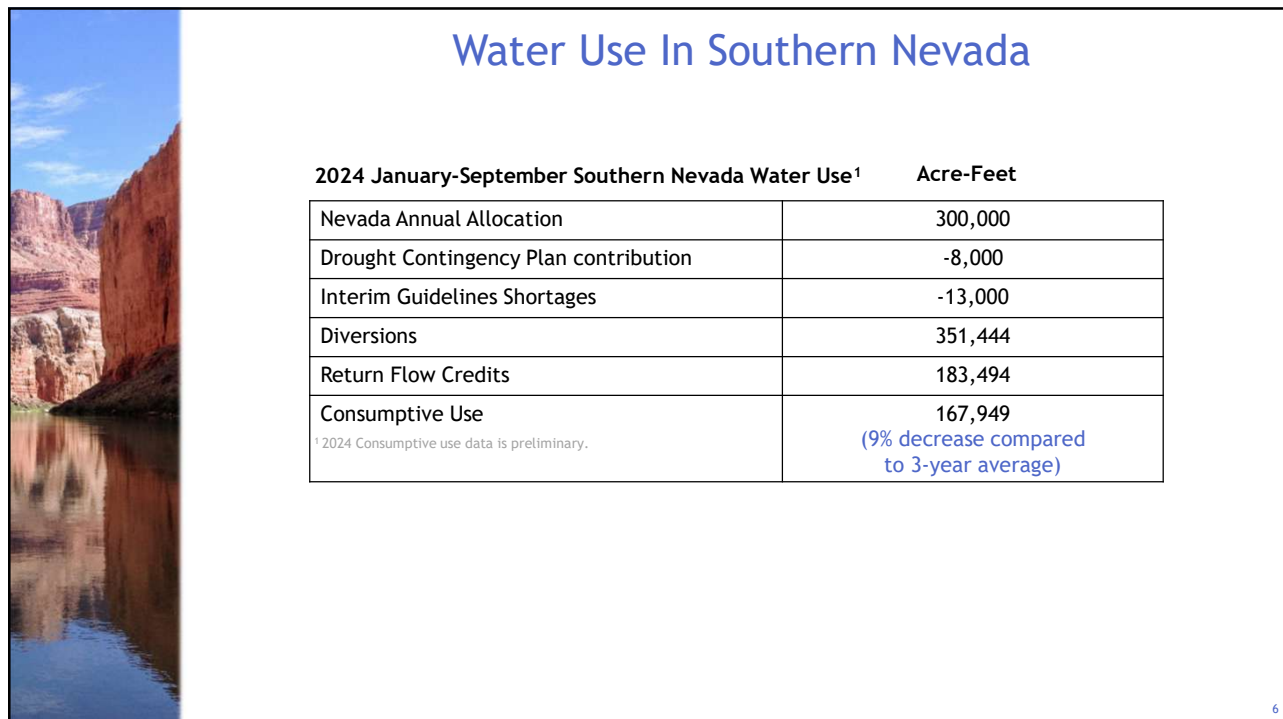 Water Use In Southern Nevada
2024 January-September Southern Nevada Water Use¹ Acre-Feet
Nevada Annual Allocation 300,000
Drought Contingency Plan contribution -8,000
Interim Guidelines Shortages -13,000
Diversions 351,444
Return Flow Credits 183,494
Consumptive Use 167,949
¹ 2024 Consumptive use data is preliminary.
(9% decrease compared
to 3-year average)
6